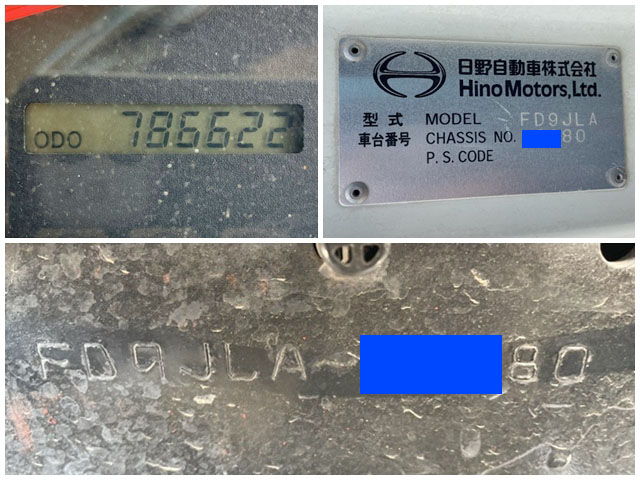 ODO 786622
日野自動車株式会社
Hino Motors, Ltd.
型式 MODEL FD9JLA
車台番号 CHASSIS NO. 80
P.S.CODE
FD9JLA 80